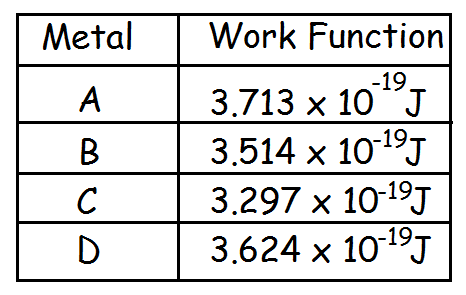 Metal Work Function
A 3.713 x 10⁻¹⁹J
B 3.514 x 10⁻¹⁹J
C 3.297 x 10⁻¹⁹J
D 3.624 x 10⁻¹⁹J